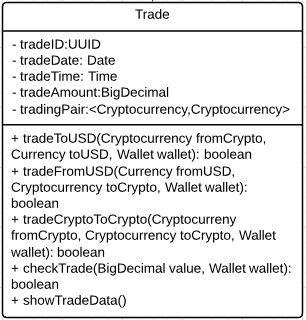 Trade
- tradeID:UUID
- tradeDate: Date
- tradeTime: Time
- tradeAmount:BigDecimal
- tradingPair:<Cryptocurrency,Cryptocurrency>
+ tradeToUSD(Cryptocurrency fromCrypto,
Currency toUSD, Wallet wallet): boolean
+ tradeFromUSD(Currency fromUSD,
Cryptocurrency toCrypto, Wallet wallet):
boolean
+ tradeCryptoToCrypto(Cryptocurreny
fromCrypto, Cryptocurrency toCrypto, Wallet
wallet): boolean
+ checkTrade(BigDecimal value, Wallet wallet):
boolean
+ showTradeData()